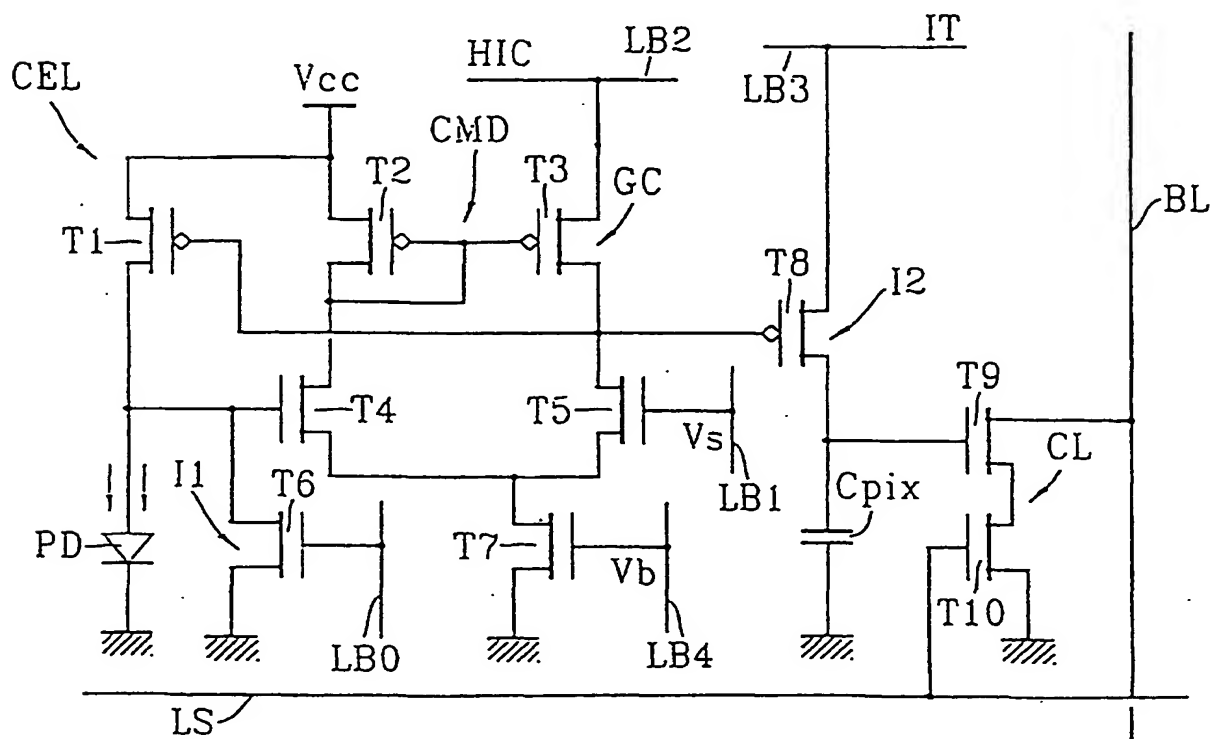 CEL
Vcc
HIC
LB2
IT
LB3
CMD
T2
T3
GC
T1
BL
T8
I2
T4
T5
Vs
LB1
T9
CL
I1
T6
Cpix
PD
T7
Vb
T10
LB0
LB4
LS